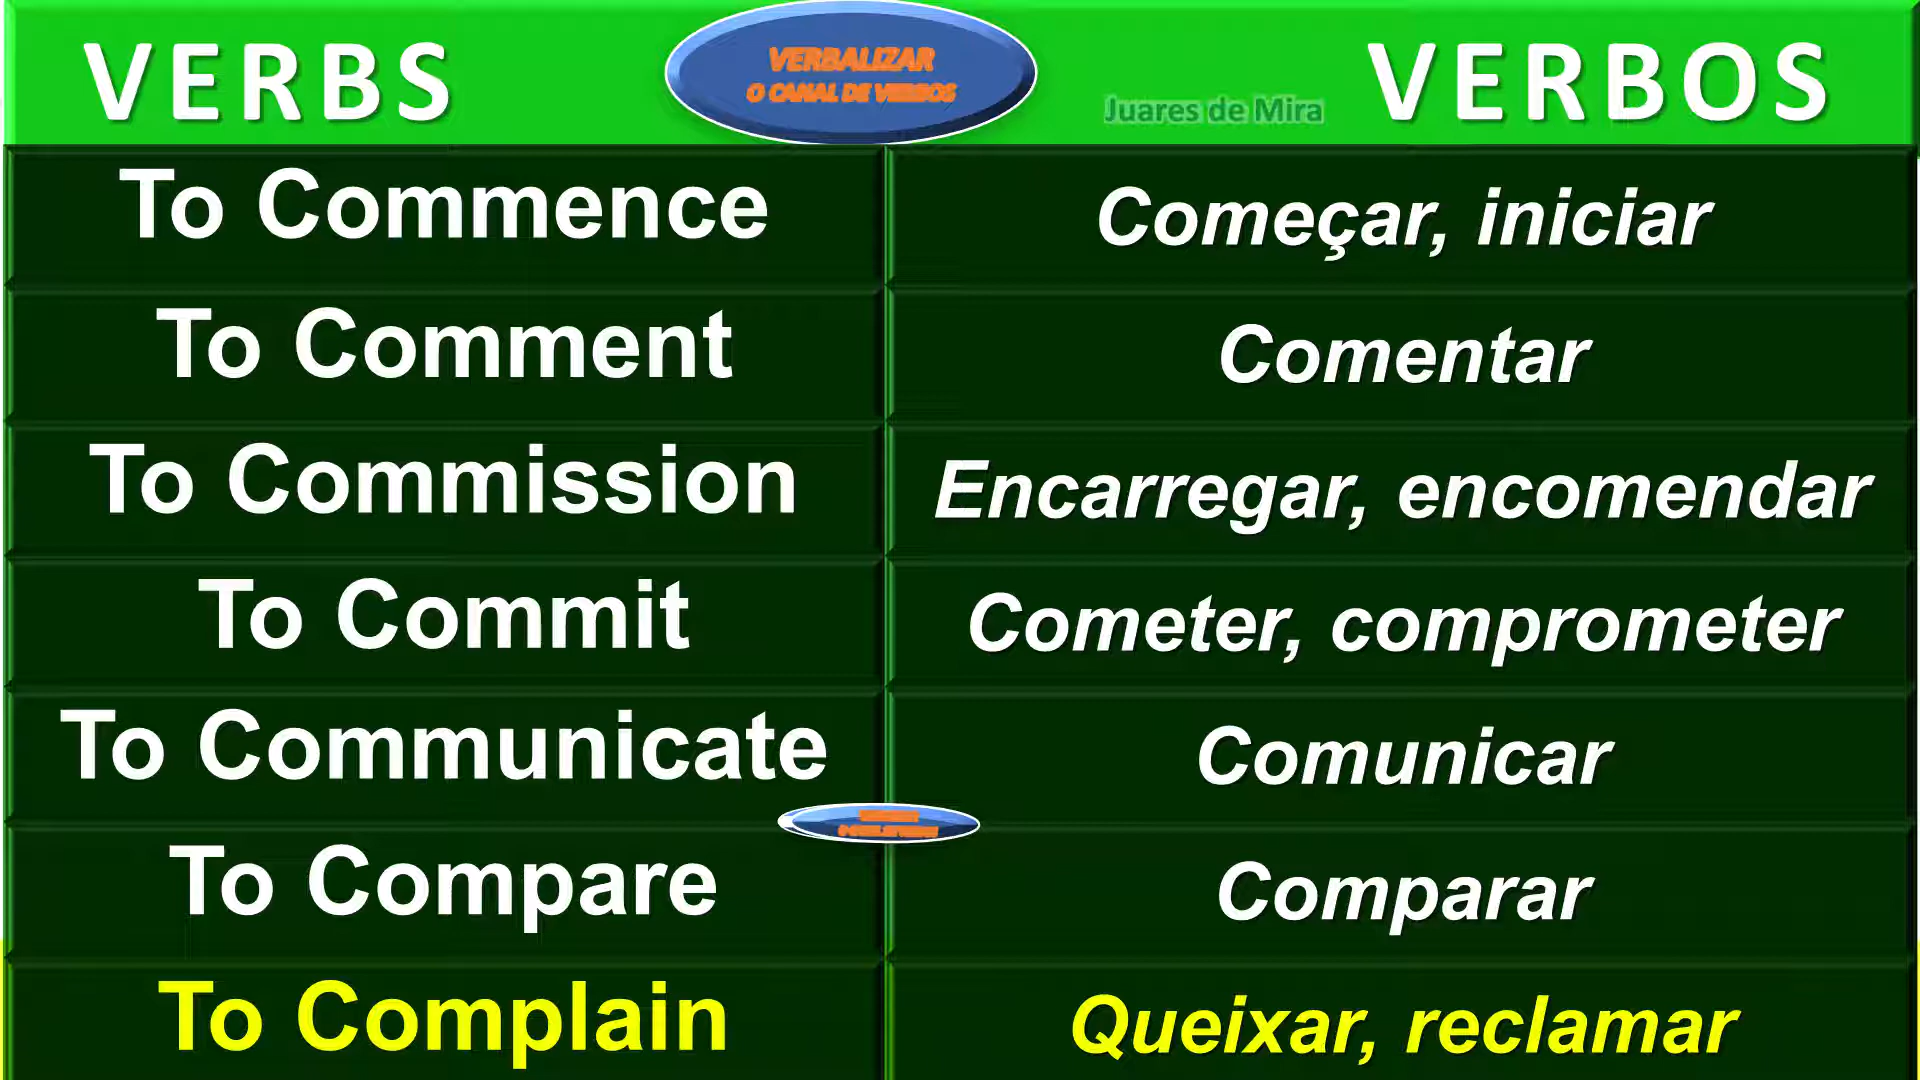 VERBS
VERBALIZAR
O CANAL DE VERBOS
Juares de Mira
VERBOS
To Commence
Começar, iniciar
To Comment
Comentar
To Commission
Encarregar, encomendar
To Commit
Cometer, comprometer
To Communicate
Comunicar
To Compare
Comparar
To Complain
Queixar, reclamar